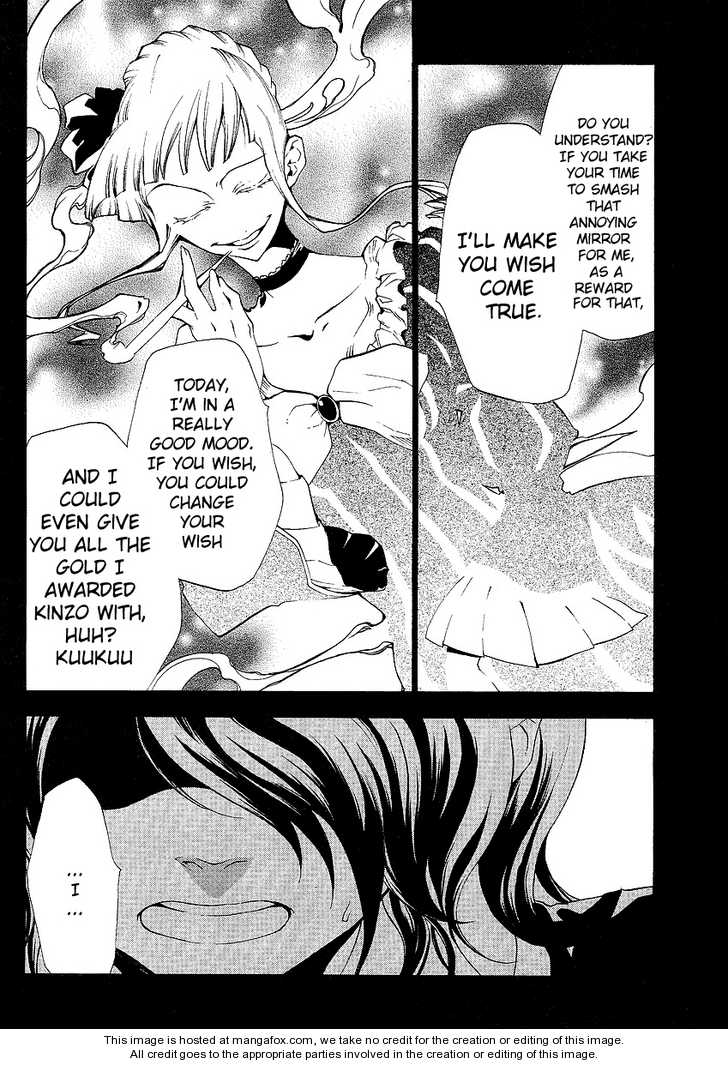 DO YOU
UNDERSTAND?
IF YOU TAKE
YOUR TIME
TO SMASH
THAT
ANNOYING
MIRROR
FOR ME,
AS A
REWARD
FOR THAT,
I'LL MAKE
YOU WISH
COME
TRUE.
TODAY,
I'M IN A
REALLY
GOOD MOOD.
IF YOU WISH,
YOU COULD
CHANGE
YOUR
WISH
AND I
COULD
EVEN GIVE
YOU ALL THE
GOLD I
AWARDED
KINZO WITH,
HUH?
KUUKUU
...
I
...
This image is hosted at mangafox.com, we take no credit for the creation or editing of this image.
All credit goes to the appropriate parties involved in the creation or editing of this image.